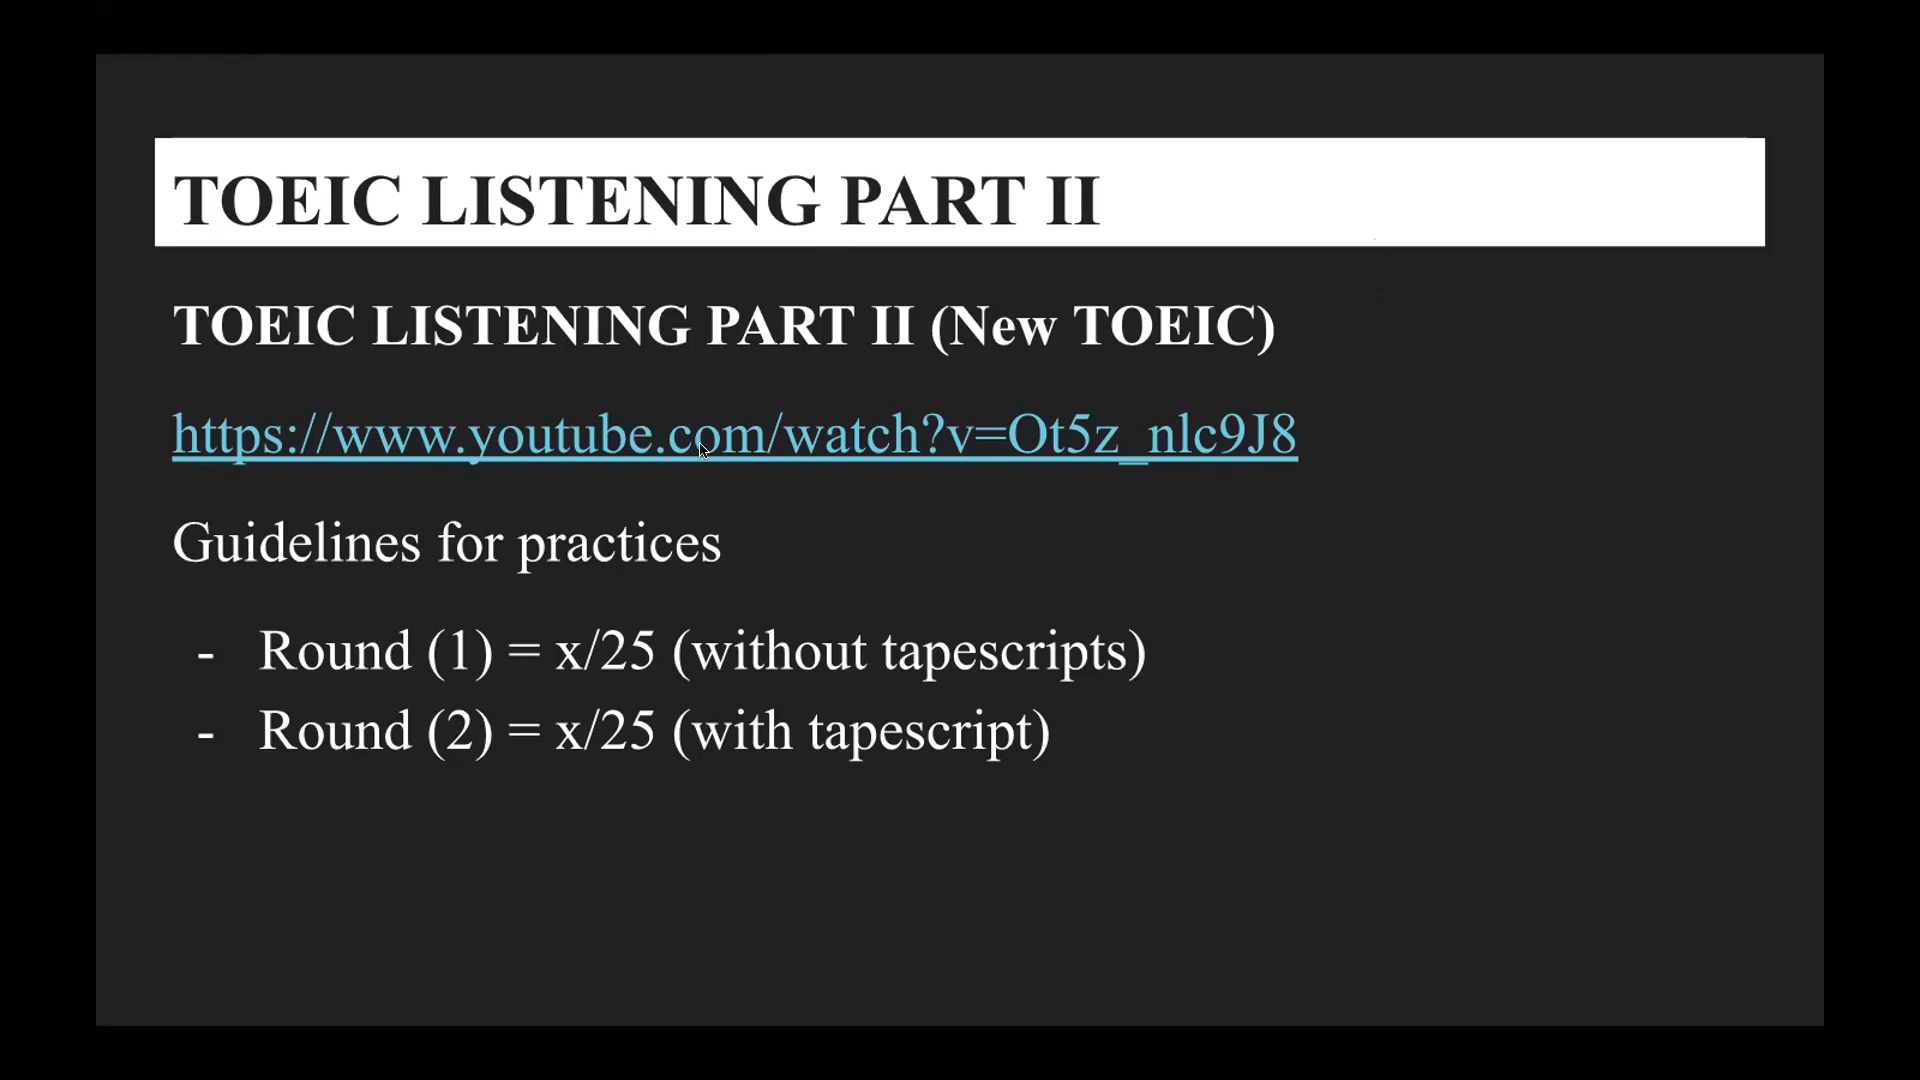 TOEIC LISTENING PART II
TOEIC LISTENING PART II (New TOEIC)
https://www.youtube.com/watch?v=Ot5z_nlc9J8
Guidelines for practices
- Round (1) = x/25 (without tapescripts)
- Round (2) = x/25 (with tapescript)